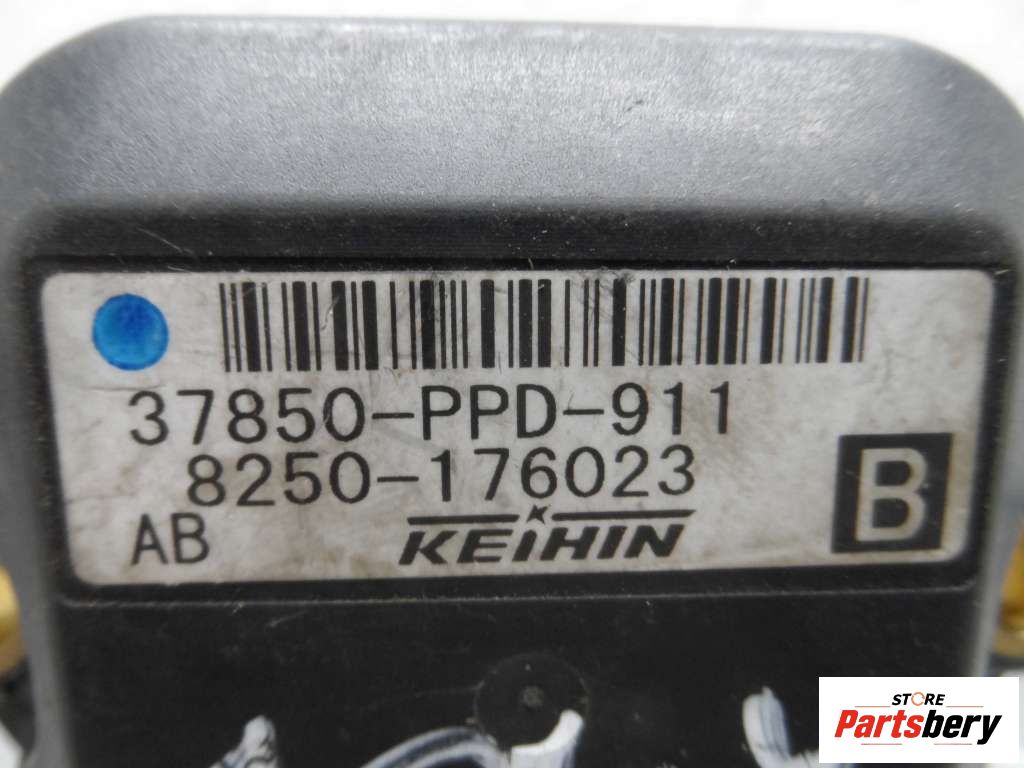 37850-PPD-911
8250-176023
AB
K
KEIHIN
B
STORE
Partsbery